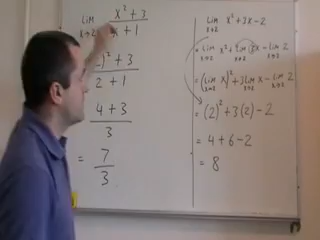 lim x→2 x² + 3 / x + 1
)² + 3 / 2 + 1
4 + 3 / 3
= 7 / 3
lim x→2 x² + 3x - 2
= lim x→2 x² + lim x→2 3x - lim x→2 2
= (lim x→2 x)² + 3 lim x→2 x - lim x→2 2
= (2)² + 3(2) - 2
= 4 + 6 - 2
= 8